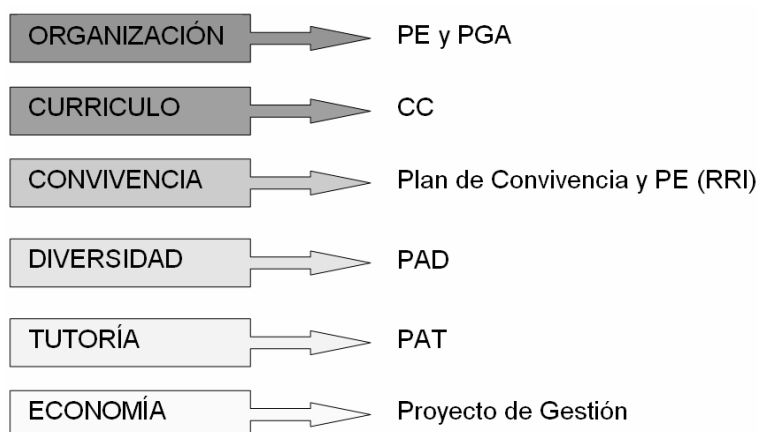 ORGANIZACIÓN PE y PGA
CURRICULO CC
CONVIVENCIA Plan de Convivencia y PE (RRI)
DIVERSIDAD PAD
TUTORÍA PAT
ECONOMÍA Proyecto de Gestión